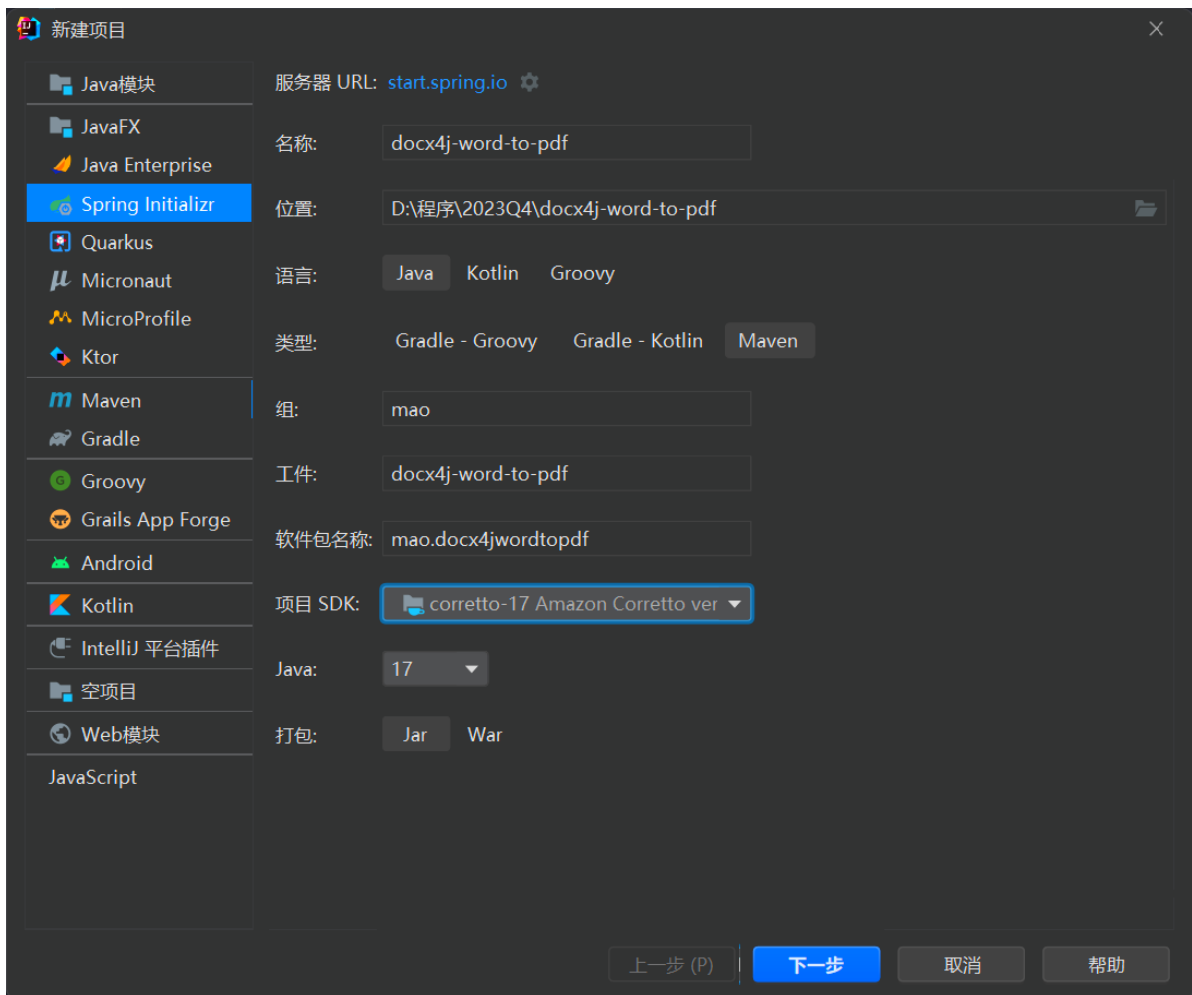 新建项目
Java模块
JavaFX
Java Enterprise
Spring Initializr
Quarkus
Micronaut
MicroProfile
Ktor
Maven
Gradle
Groovy
Grails App Forge
Android
Kotlin
IntelliJ 平台插件
空项目
Web模块
JavaScript
服务器 URL: start.spring.io
名称: docx4j-word-to-pdf
位置: D:\程序\2023Q4\docx4j-word-to-pdf
语言: Java Kotlin Groovy
类型: Gradle - Groovy Gradle - Kotlin Maven
组: mao
工件: docx4j-word-to-pdf
软件包名称: mao.docx4jwordtopdf
项目 SDK: corretto-17 Amazon Corretto ver
Java: 17
打包: Jar War
上一步 (P) 下一步 取消 帮助